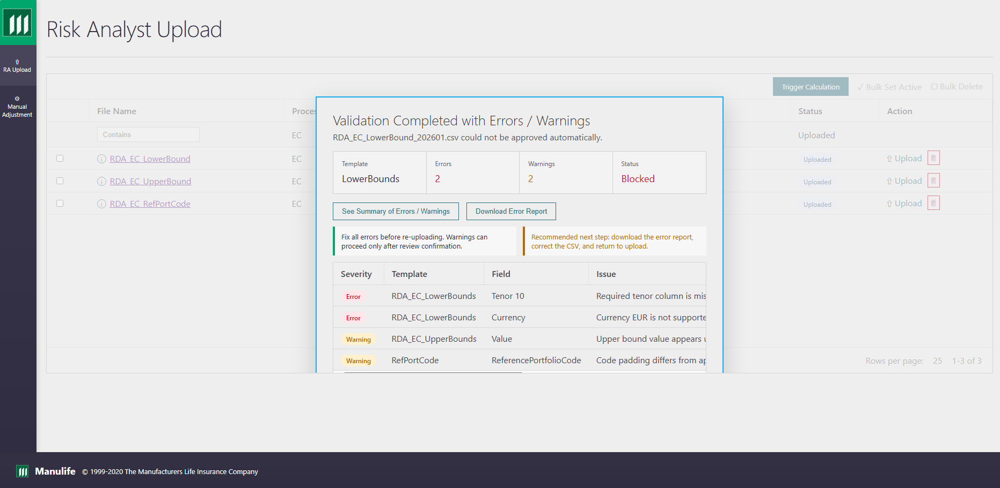 Risk Analyst Upload
RA Upload
Manual
Adjustment
Trigger Calculation
Bulk Set Active
Bulk Delete
File Name
Proces
Status
Action
Contains
EC
Uploaded
RDA_EC_LowerBound
EC
Uploaded
Upload
RDA_EC_UpperBound
EC
Uploaded
Upload
RDA_EC_RefPortCode
EC
Uploaded
Upload
Validation Completed with Errors / Warnings
RDA_EC_LowerBound_202601.csv could not be approved automatically.
Template
LowerBounds
Errors
2
Warnings
2
Status
Blocked
See Summary of Errors / Warnings
Download Error Report
Fix all errors before re-uploading. Warnings can
proceed only after review confirmation.
Recommended next step: download the error report,
correct the CSV, and return to upload.
Severity Template Field Issue
Error RDA_EC_LowerBounds Tenor 10 Required tenor column is mis
Error RDA_EC_LowerBounds Currency Currency EUR is not supporte
Warning RDA_EC_UpperBounds Value Upper bound value appears
Warning RefPortCode ReferencePortfolioCode Code padding differs from ap
Rows per page: 25 1-3 of 3
Manulife © 1999-2020 The Manufacturers Life Insurance Company